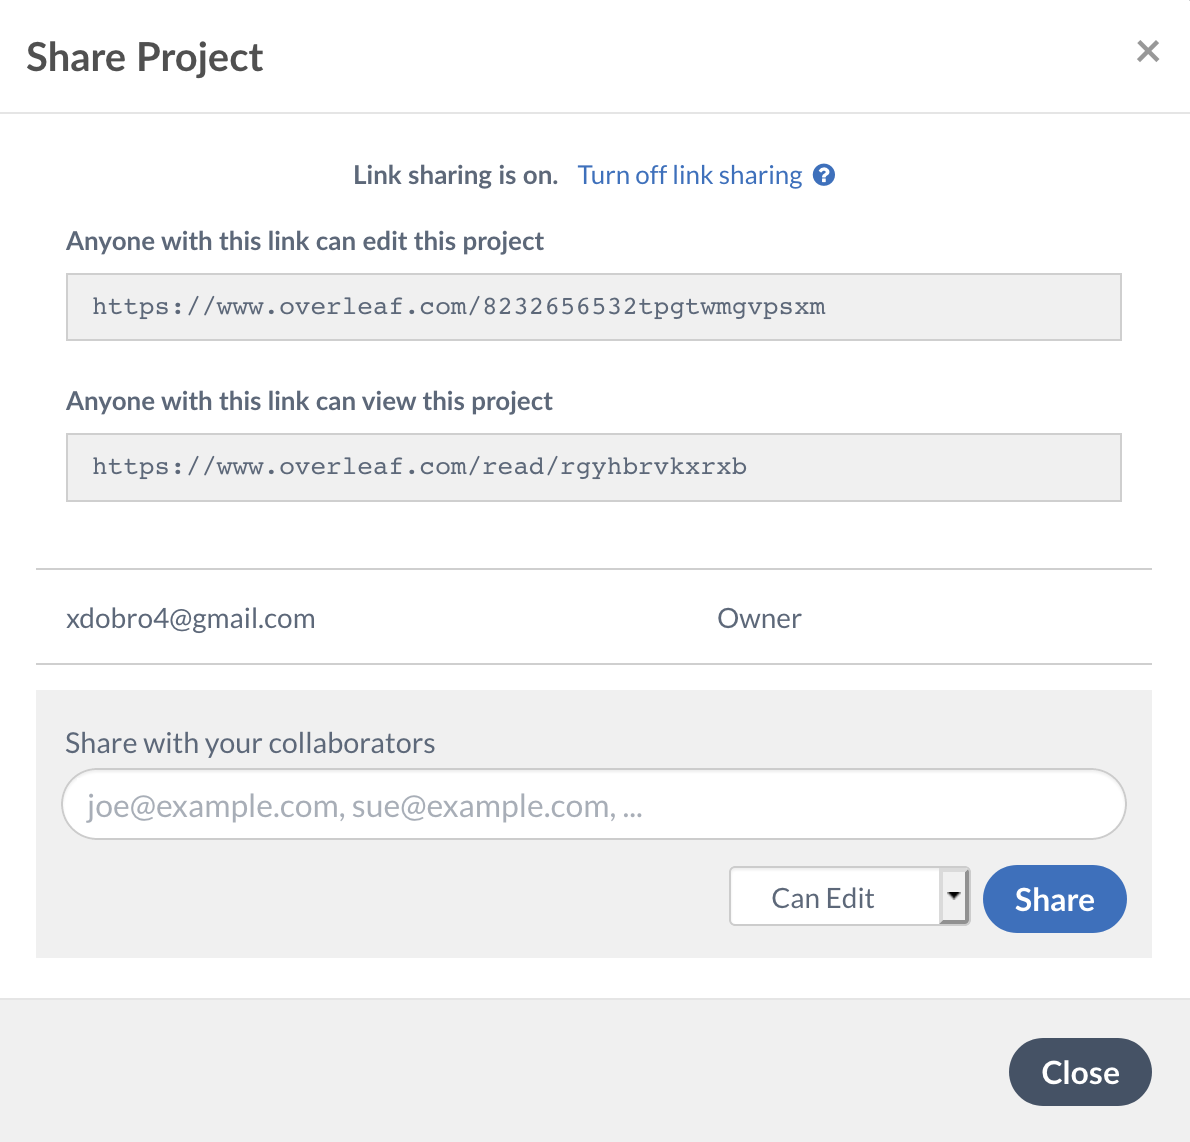 Share Project
×
Link sharing is on. Turn off link sharing ?
Anyone with this link can edit this project
https://www.overleaf.com/8232656532tpgtwmgvpsxm
Anyone with this link can view this project
https://www.overleaf.com/read/rgyhbrvkxrxb
xdobro4@gmail.com Owner
Share with your collaborators
joe@example.com, sue@example.com, ...
Can Edit Share
Close